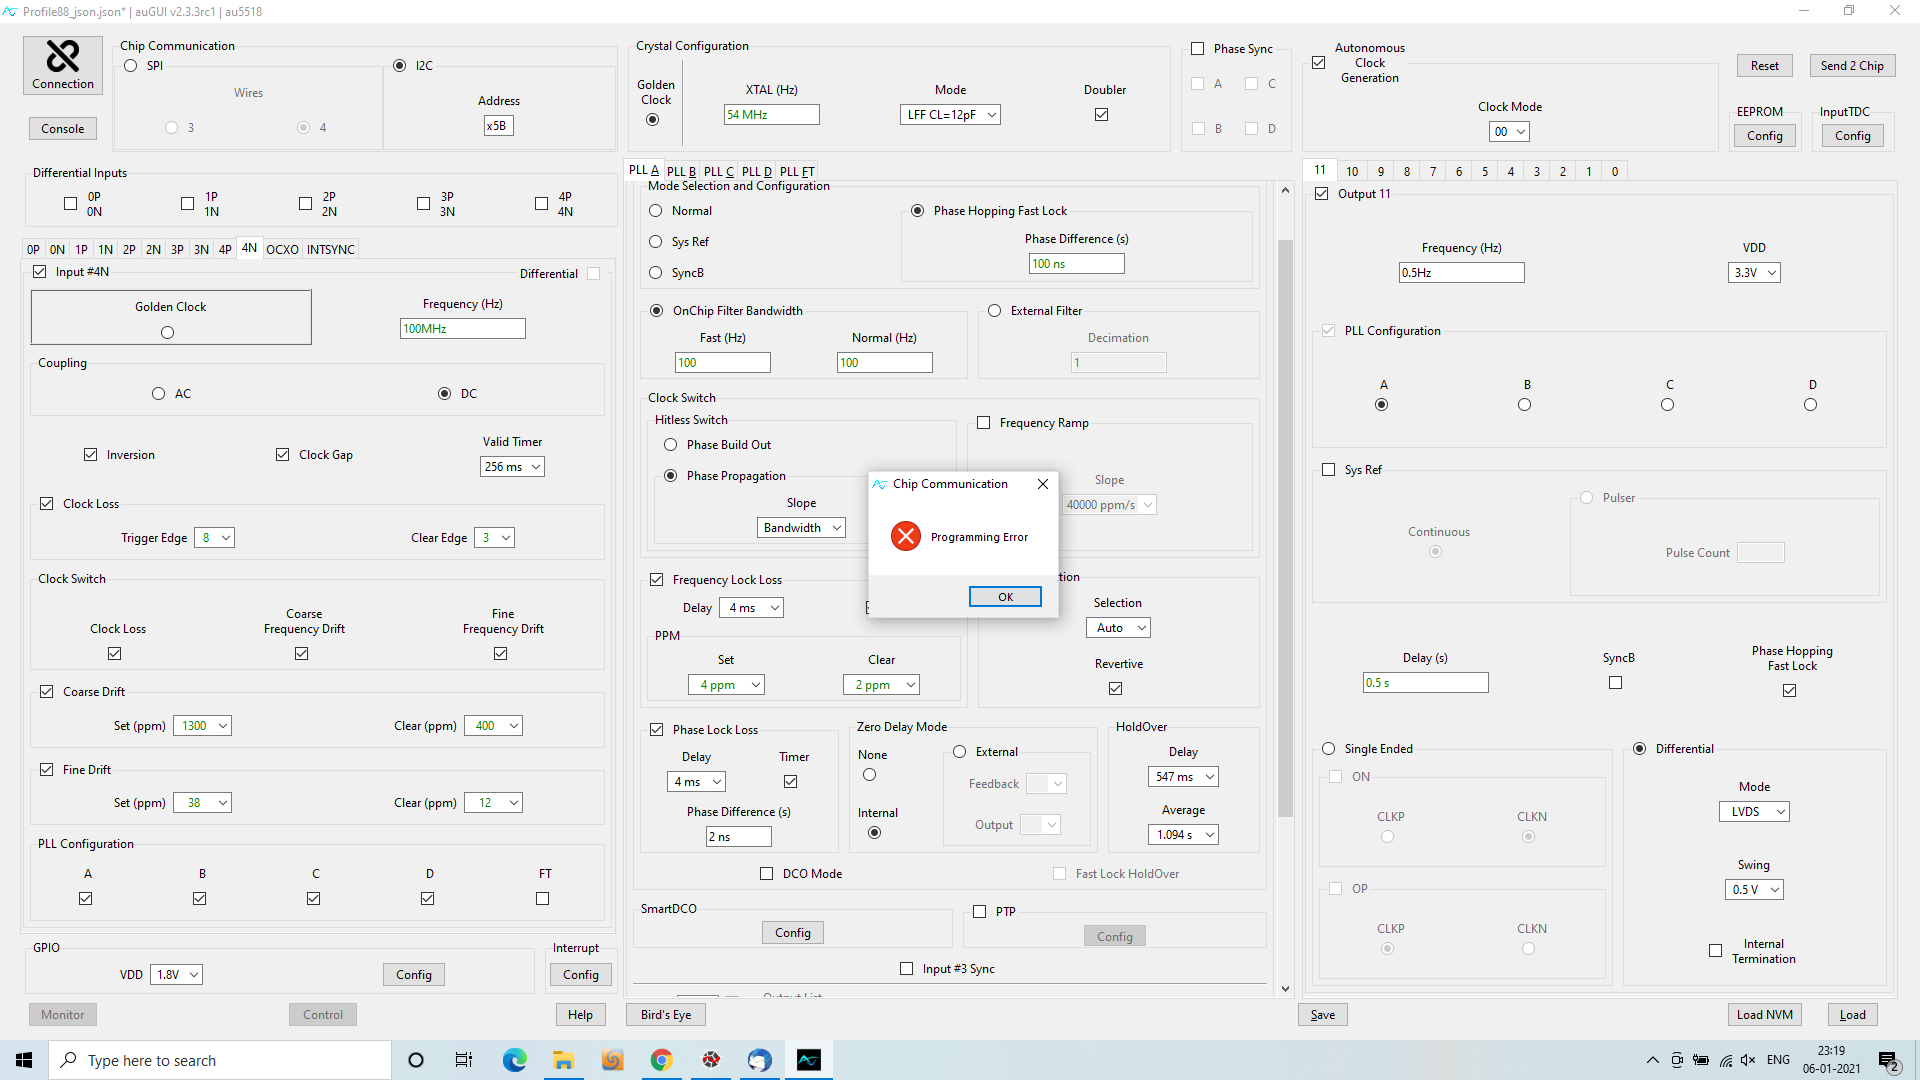 Profile88_json.json* | auGUI v2.3.3rc1 | au5518
Connection
Console
Chip Communication
SPI
Wires
3
4
I2C
Address
x5B
Crystal Configuration
Golden
Clock
XTAL (Hz)
54 MHz
Mode
LFF CL=12pF
Doubler
Phase Sync
A
C
B
D
Autonomous
Clock
Generation
Clock Mode
00
Reset
Send 2 Chip
EEPROM
Config
InputTDC
Config
Differential Inputs
0P
0N
1P
1N
2P
2N
3P
3N
4P
4N
0P 0N 1P 1N 2P 2N 3P 3N 4P 4N OCXO INTSYNC
Input #4N
Differential
Golden Clock
Frequency (Hz)
100MHz
Coupling
AC
DC
Inversion
Clock Gap
Valid Timer
256 ms
Clock Loss
Trigger Edge 8
Clear Edge 3
Clock Switch
Clock Loss
Coarse
Frequency Drift
Fine
Frequency Drift
Coarse Drift
Set (ppm) 1300
Clear (ppm) 400
Fine Drift
Set (ppm) 38
Clear (ppm) 12
PLL Configuration
A B C D FT
GPIO
VDD 1.8V
Config
Interrupt
Config
Monitor
Control
Help
PLL A PLL B PLL C PLL D PLL FT
Mode Selection and Configuration
Normal
Sys Ref
SyncB
Phase Hopping Fast Lock
Phase Difference (s)
100 ns
OnChip Filter Bandwidth
Fast (Hz)
100
Normal (Hz)
100
External Filter
Decimation
1
Clock Switch
Hitless Switch
Phase Build Out
Phase Propagation
Slope
Bandwidth
Frequency Ramp
Slope
40000 ppm/s
Chip Communication
Programming Error
OK
Frequency Lock Loss
Delay 4 ms
PPM
Set
4 ppm
Clear
2 ppm
tion
Selection
Auto
Revertive
Phase Lock Loss
Delay
4 ms
Timer
Phase Difference (s)
2 ns
Zero Delay Mode
None
Internal
External
Feedback
Output
HoldOver
Delay
547 ms
Average
1.094 s
DCO Mode
Fast Lock HoldOver
SmartDCO
Config
PTP
Config
Input #3 Sync
Output List
Bird's Eye
11 10 9 8 7 6 5 4 3 2 1 0
Output 11
Frequency (Hz)
0.5Hz
VDD
3.3V
PLL Configuration
A B C D
Sys Ref
Continuous
Pulser
Pulse Count
Delay (s)
0.5 s
SyncB
Phase Hopping
Fast Lock
Single Ended
ON
CLKP
CLKN
OP
CLKP
CLKN
Differential
Mode
LVDS
Swing
0.5 V
Internal
Termination
Save
Load NVM
Load
Type here to search
ENG
23:19
06-01-2021
2